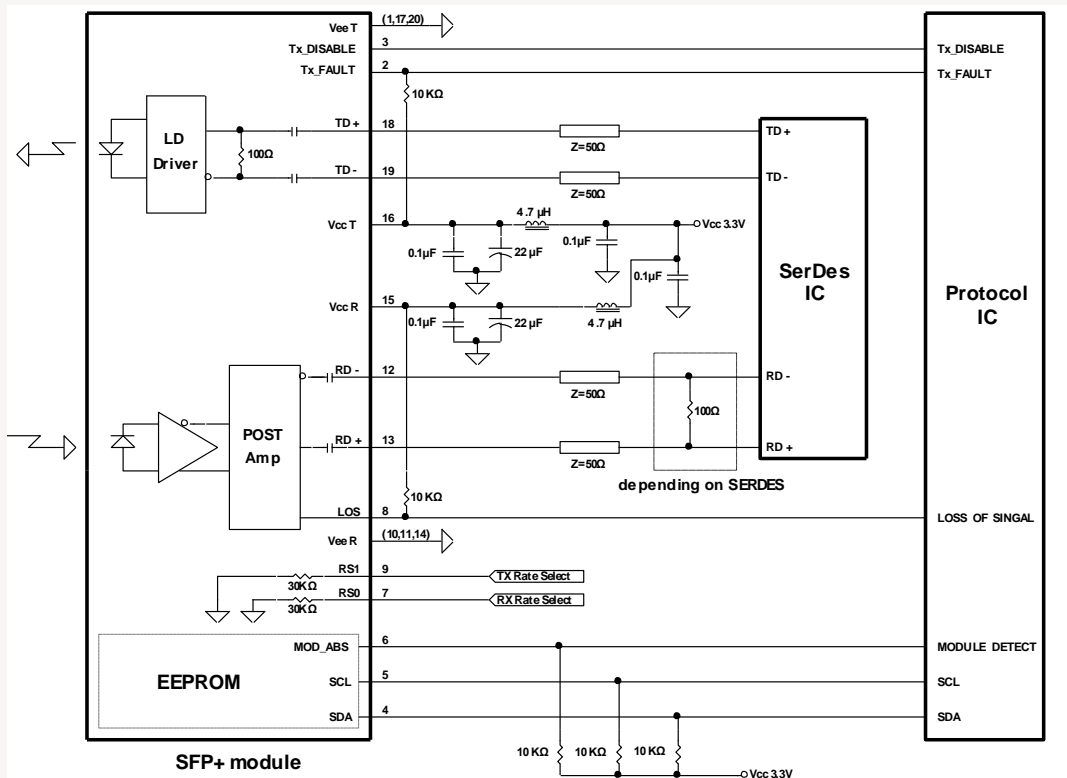 Vee T (1,17,20)
Tx_DISABLE 3 Tx_DISABLE
Tx_FAULT 2 Tx_FAULT
10 KΩ
LD
Driver
100Ω
TD + 18 TD +
Z=50Ω
TD - 19 TD -
Z=50Ω
4.7 µH
Vcc T 16 Vcc 3.3V
0.1µF 22 µF 0.1µF
0.1µF
SerDes
IC
Protocol
IC
Vcc R 15
0.1µF 22 µF 4.7 µH
RD - 12 RD -
Z=50Ω
100Ω
POST
Amp
RD + 13 RD +
Z=50Ω
depending on SERDES
10 KΩ
LOS 8 LOSS OF SINGAL
Vee R (10,11,14)
RS1 9 TX Rate Select
30KΩ
RS0 7 RX Rate Select
30KΩ
MOD_ABS 6 MODULE DETECT
EEPROM
SCL 5 SCL
SDA 4 SDA
10 KΩ 10 KΩ 10 KΩ
SFP+ module
Vcc 3.3V